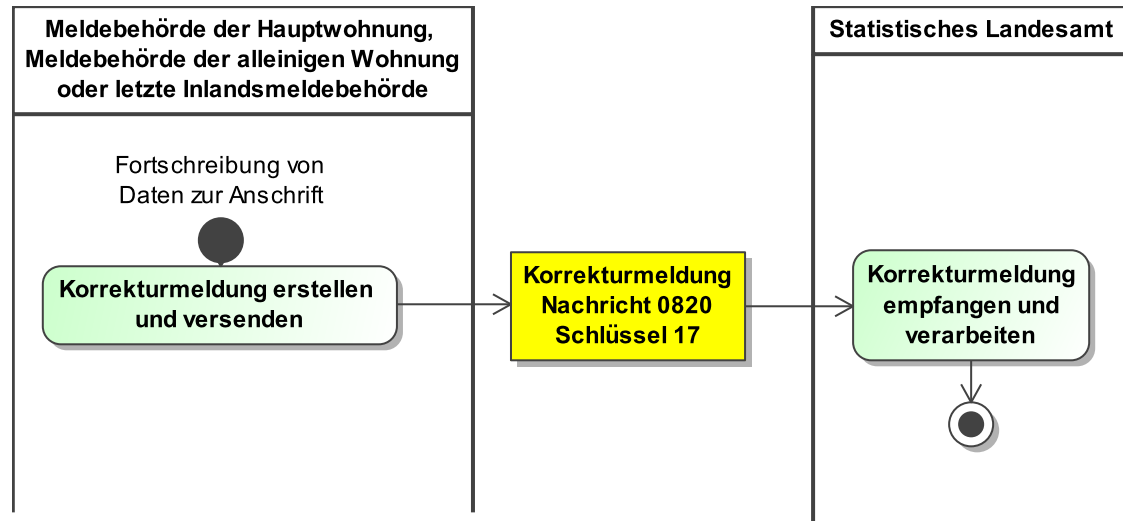 Meldebehörde der Hauptwohnung,
Meldebehörde der alleinigen Wohnung
oder letzte Inlandsmeldebehörde
Statistisches Landesamt
Fortschreibung von
Daten zur Anschrift
Korrekturmeldung erstellen
und versenden
Korrekturmeldung
Nachricht 0820
Schlüssel 17
Korrekturmeldung
empfangen und
verarbeiten